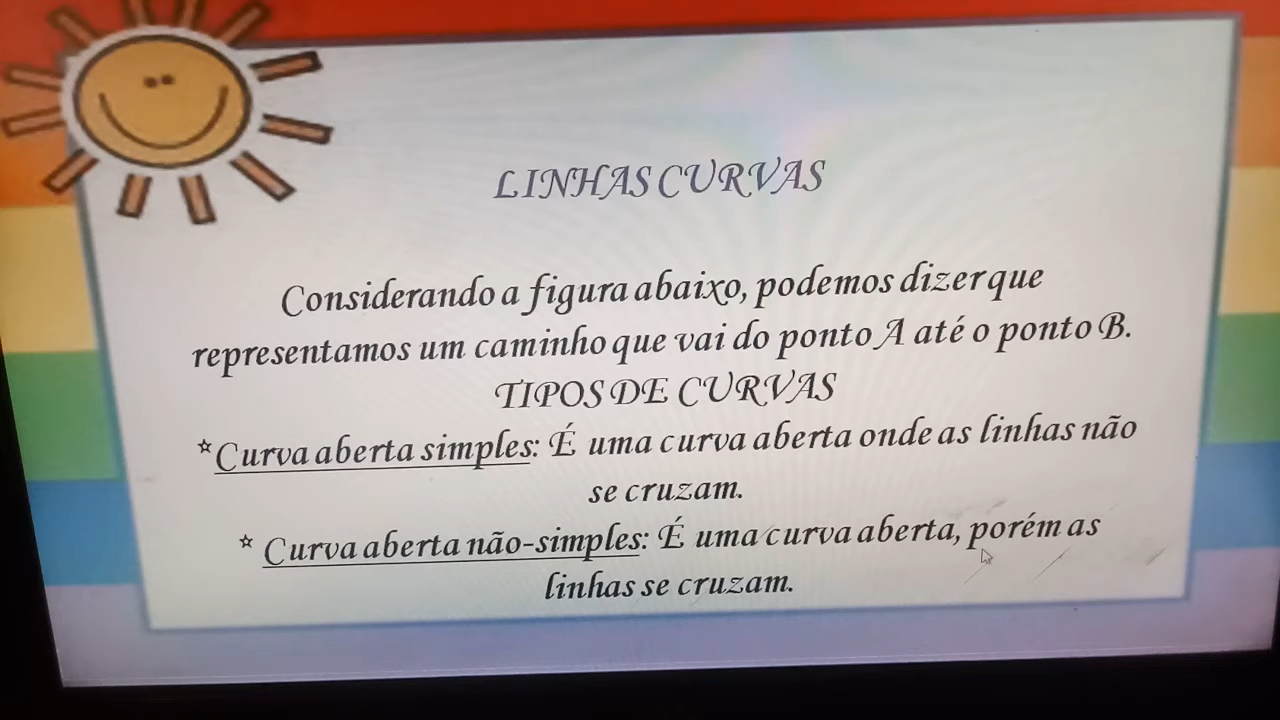 LINHAS CURVAS
Considerando a figura abaixo, podemos dizer que
representamos um caminho que vai do ponto A até o ponto B.
TIPOS DE CURVAS
*Curva aberta simples: É uma curva aberta onde as linhas não
se cruzam.
* Curva aberta não-simples: É uma curva aberta, porém as
linhas se cruzam.